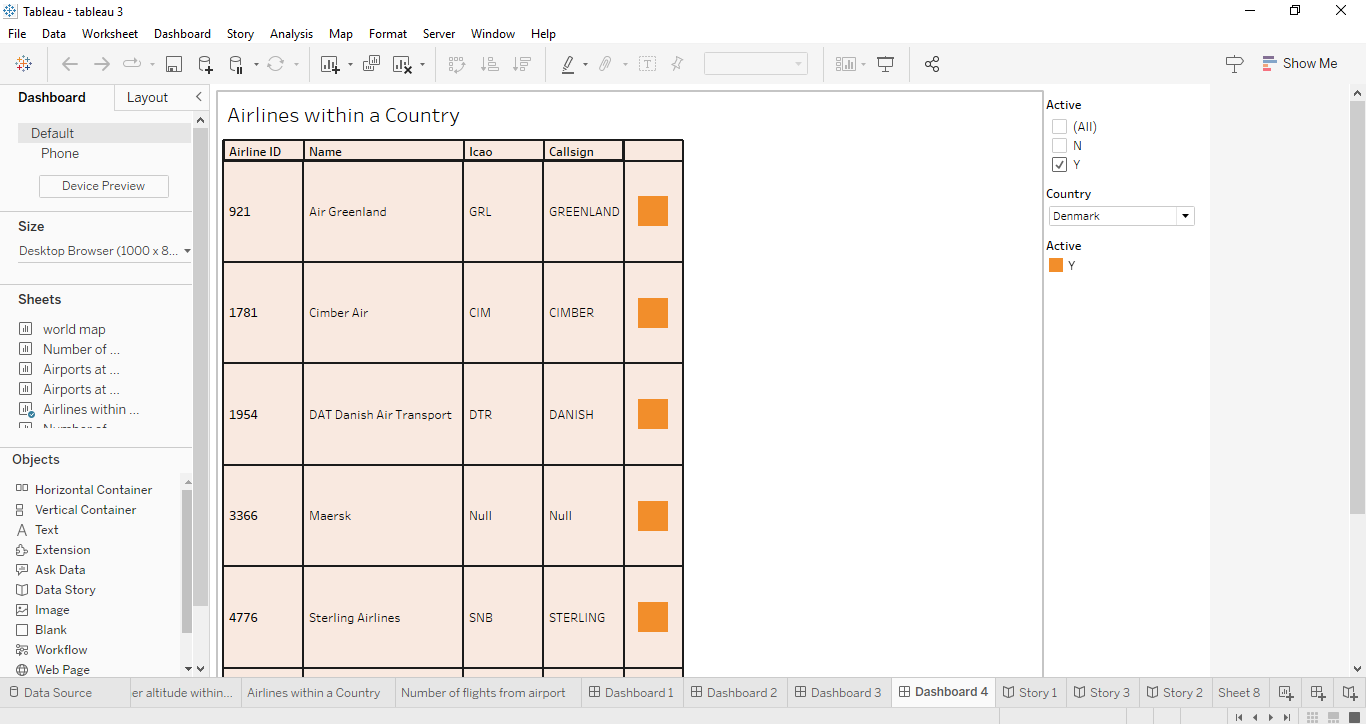 Tableau - tableau 3
File Data Worksheet Dashboard Story Analysis Map Format Server Window Help
Show Me
Dashboard Layout
Default
Phone
Device Preview
Size
Desktop Browser (1000 x 8...
Sheets
world map
Number of ...
Airports at ...
Airports at ...
Airlines within ...
Number of
Objects
Horizontal Container
Vertical Container
Text
Extension
Ask Data
Data Story
Image
Blank
Workflow
Web Page
Airlines within a Country
Airline ID Name Icao Callsign
921 Air Greenland GRL GREENLAND
1781 Cimber Air CIM CIMBER
1954 DAT Danish Air Transport DTR DANISH
3366 Maersk Null Null
4776 Sterling Airlines SNB STERLING
Active
(All)
N
Y
Country
Denmark
Active
Y
Data Source er altitude within... Airlines within a Country Number of flights from airport Dashboard 1 Dashboard 2 Dashboard 3 Dashboard 4 Story 1 Story 3 Story 2 Sheet 8